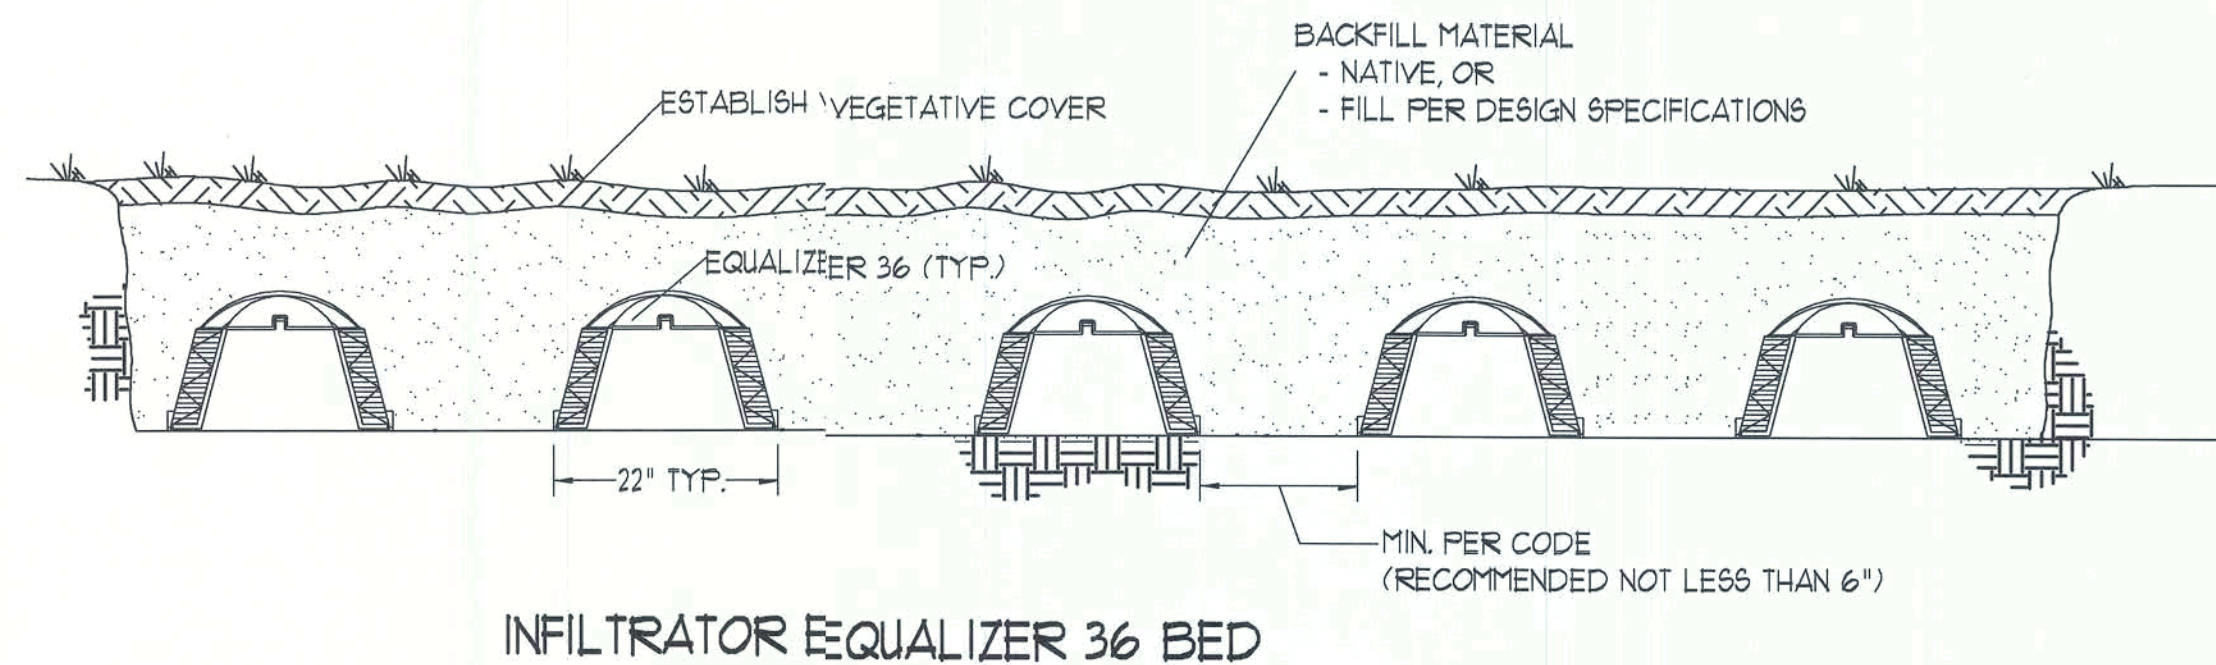 BACKFILL MATERIAL
- NATIVE, OR
- FILL PER DESIGN SPECIFICATIONS
ESTABLISH VEGETATIVE COVER
EQUALIZER 36 (TYP.)
22" TYP.
MIN. PER CODE
(RECOMMENDED NOT LESS THAN 6")
INFILTRATOR EQUALIZER 36 BED